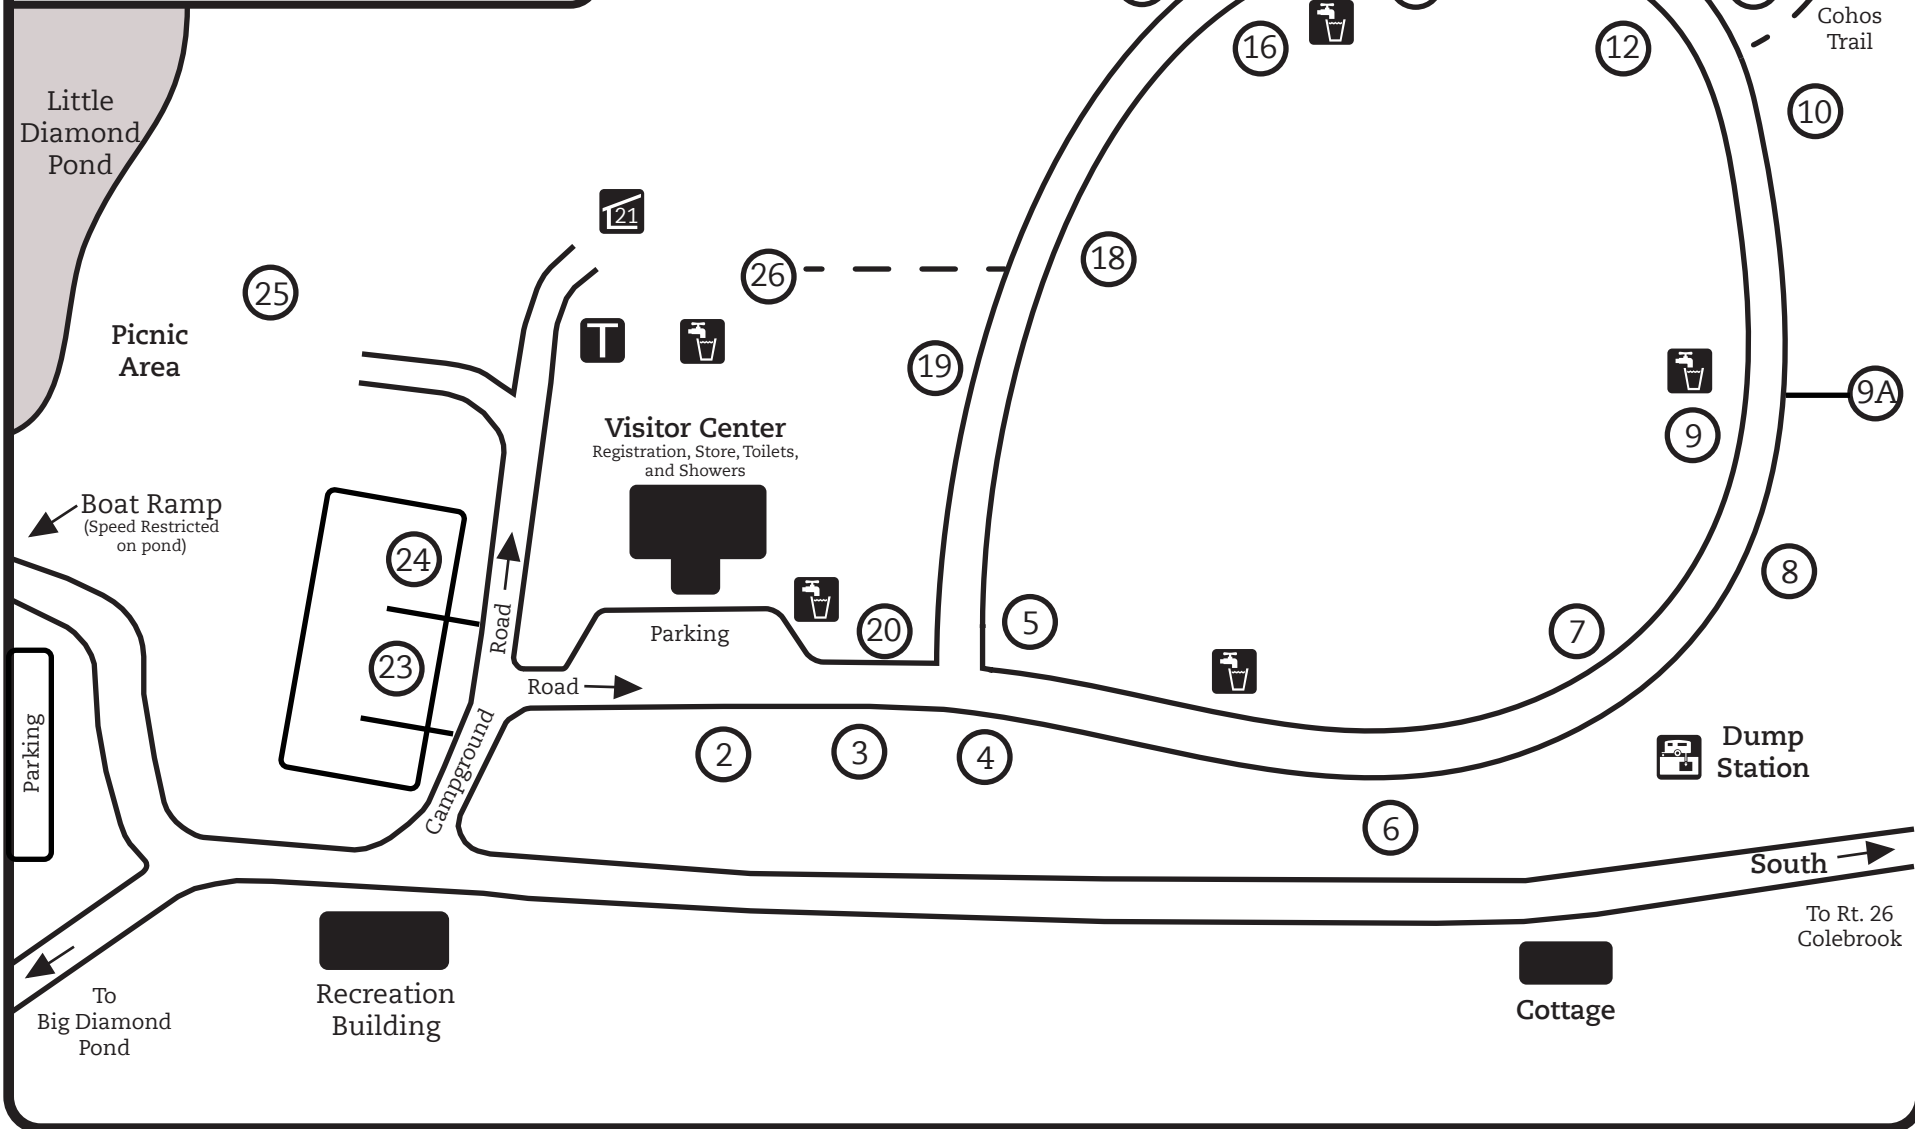 Cohos
Trail
16
12
Little
Diamond
Pond
10
21
18
26
25
Picnic
Area
T
19
9A
9
Visitor Center
Registration, Store, Toilets,
and Showers
Boat Ramp
(Speed Restricted
on pond)
24
8
Road
Parking
20
5
7
23
Road
Parking
Campground
2
3
4
Dump
Station
6
South
To Rt. 26
Colebrook
Recreation
Building
To
Big Diamond
Pond
Cottage